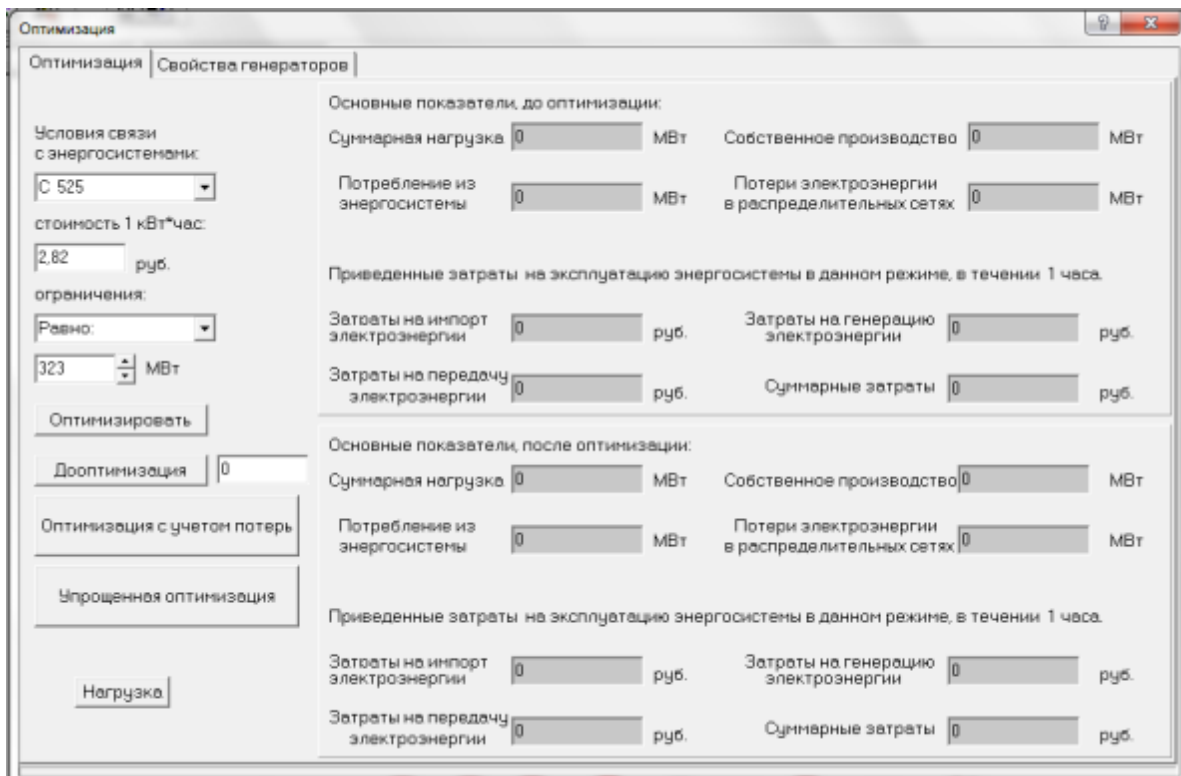 Оптимизация
Оптимизация Свойства генераторов
Условия связи
с энергосистемами:
С 525
стоимость 1 кВт*час:
2,82 руб.
ограничения:
Равно:
323 МВт
Оптимизировать
Дооптимизация 0
Оптимизация с учетом потерь
Упрощенная оптимизация
Нагрузка
Основные показатели, до оптимизации:
Суммарная нагрузка 0 МВт Собственное производство 0 МВт
Потребление из
энергосистемы 0 МВт
Потери электроэнергии
в распределительных сетях 0 МВт
Приведенные затраты на эксплуатацию энергосистемы в данном режиме, в течении 1 часа.
Затраты на импорт
электроэнергии 0 руб.
Затраты на генерацию
электроэнергии 0 руб.
Затраты на передачу
электроэнергии 0 руб.
Суммарные затраты 0 руб.
Основные показатели, после оптимизации:
Суммарная нагрузка 0 МВт Собственное производство 0 МВт
Потребление из
энергосистемы 0 МВт
Потери электроэнергии
в распределительных сетях 0 МВт
Приведенные затраты на эксплуатацию энергосистемы в данном режиме, в течении 1 часа.
Затраты на импорт
электроэнергии 0 руб.
Затраты на генерацию
электроэнергии 0 руб.
Затраты на передачу
электроэнергии 0 руб.
Суммарные затраты 0 руб.